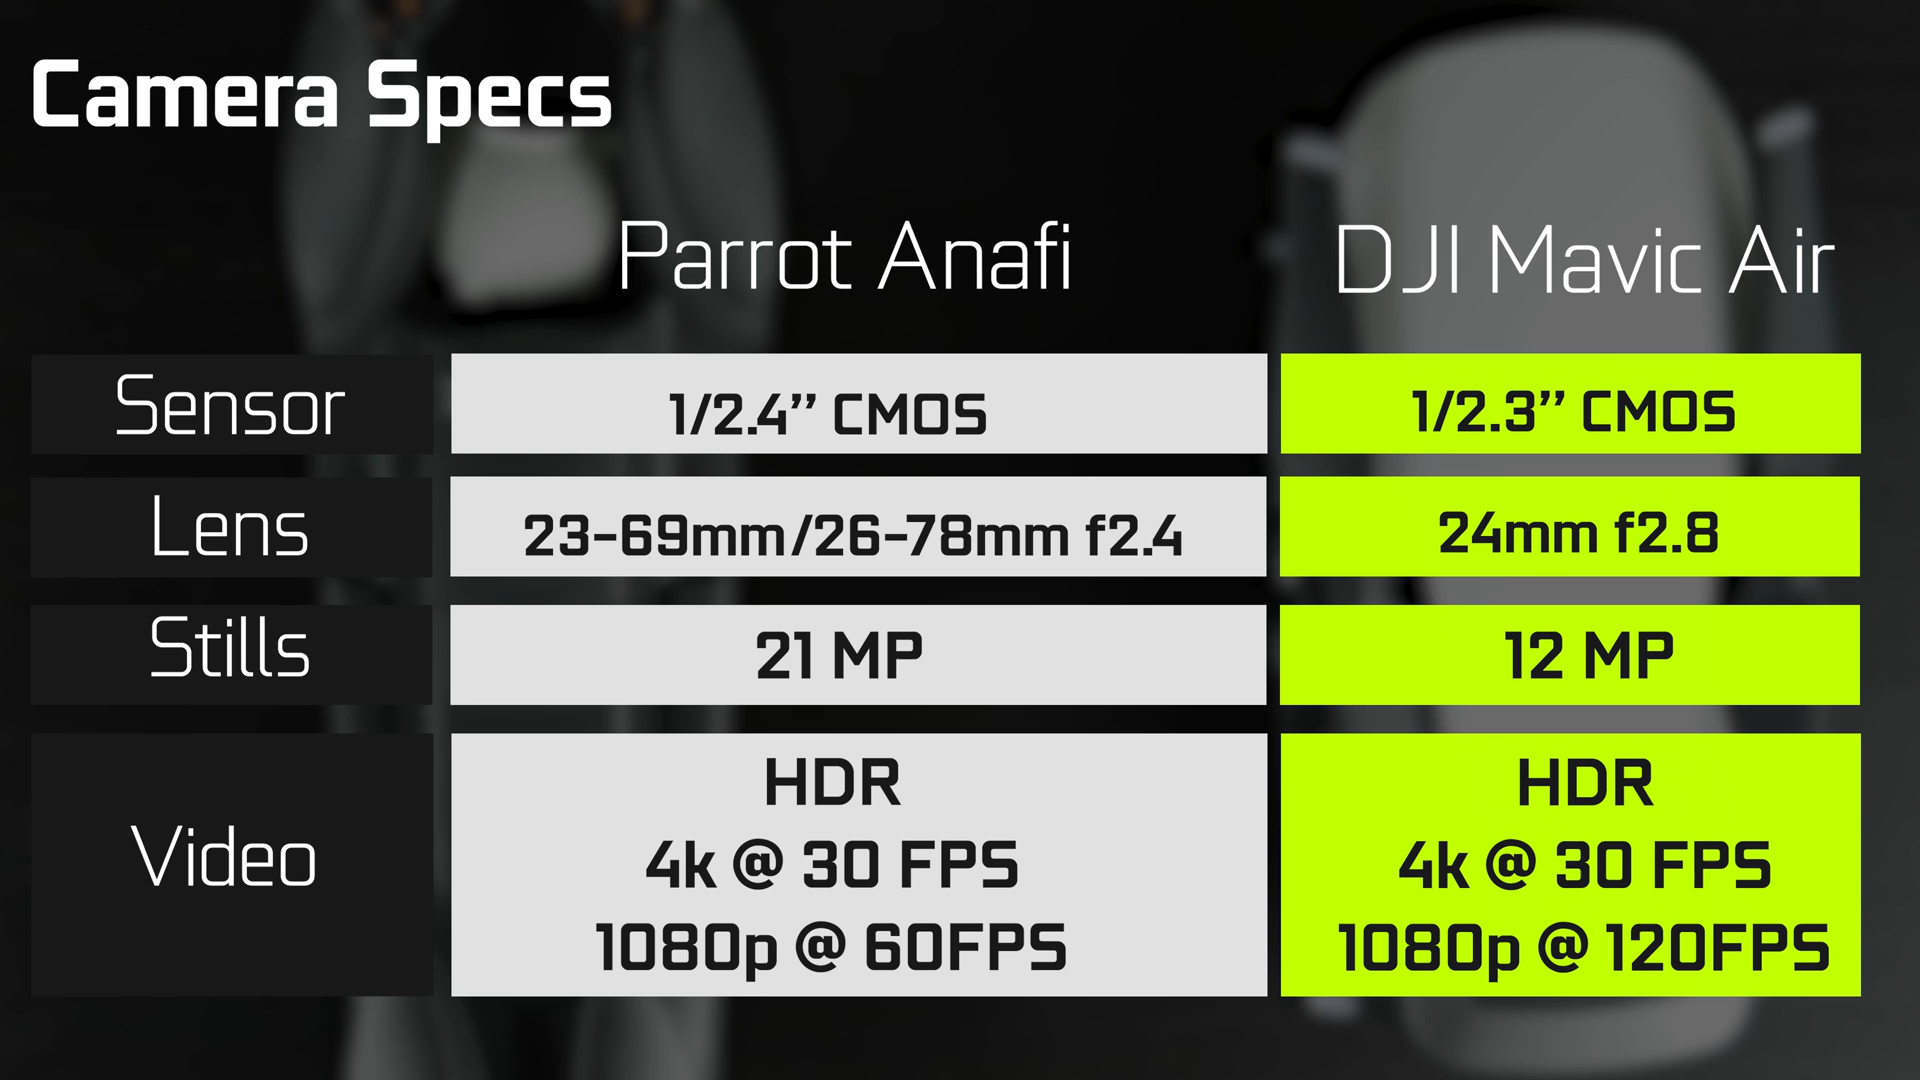 Camera Specs
Parrot Anafi DJI Mavic Air
Sensor 1/2.4” CMOS 1/2.3” CMOS
Lens 23-69mm/26-78mm f2.4 24mm f2.8
Stills 21 MP 12 MP
Video
HDR HDR
4k @ 30 FPS 4k @ 30 FPS
1080p @ 60FPS 1080p @ 120FPS